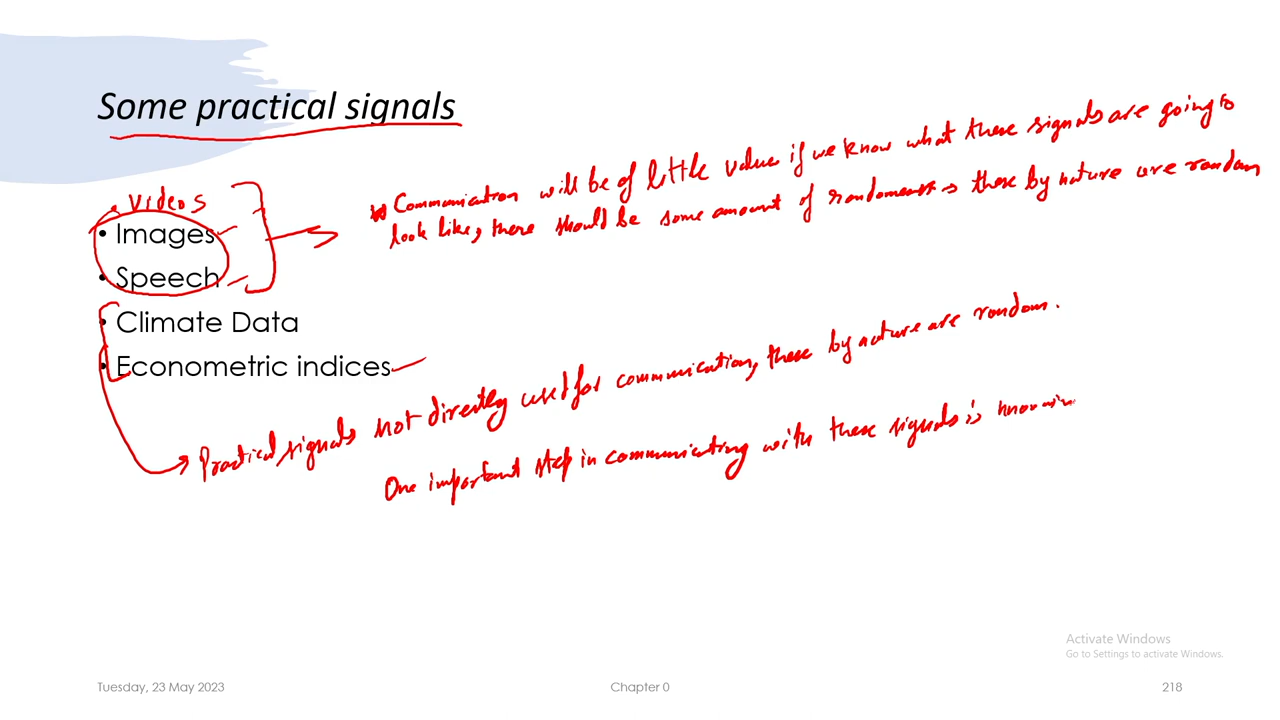 Some practical signals
• Videos
• Images
• Speech
• Climate Data
• Econometric indices
Communication will be of little value if we know what these signals are going to
look like, there should be some amount of randomness these by nature are random
Practical signals not directly used for communication, these by nature are random.
One important step in communicating with these signals is
Activate Windows
Go to Settings to activate Windows.
Tuesday, 23 May 2023
Chapter 0
218